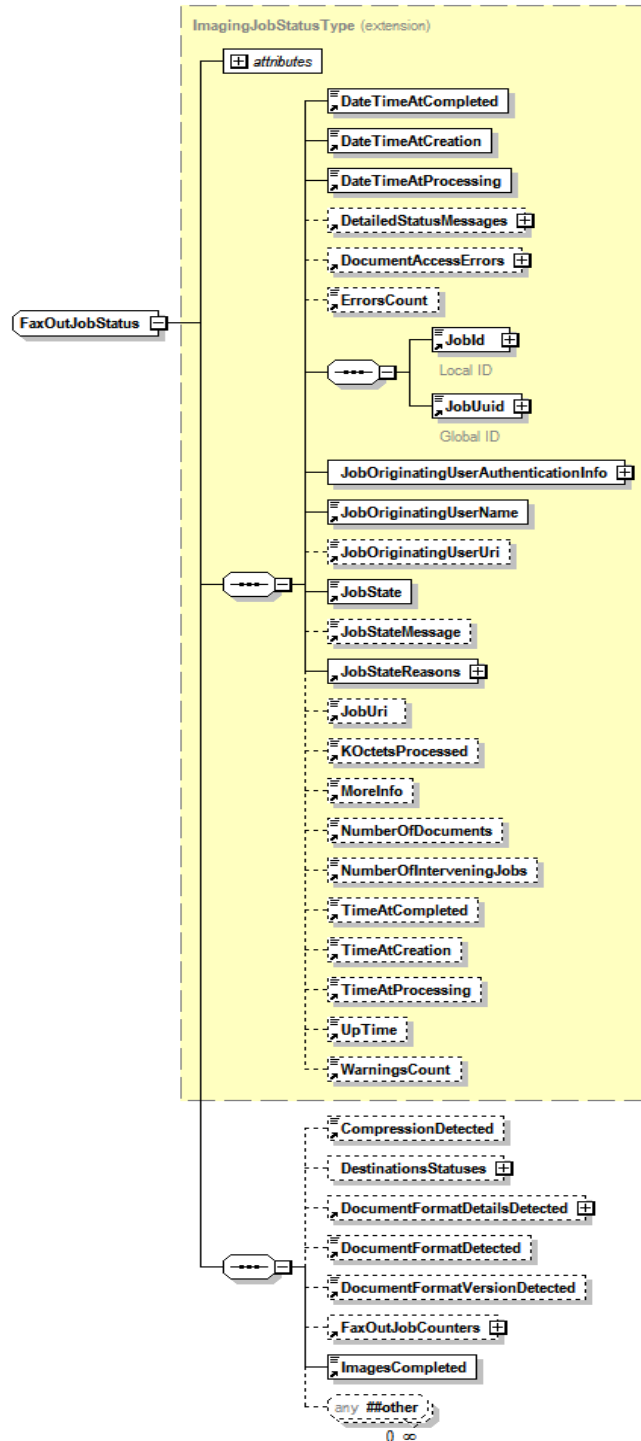 ImagingJobStatusType (extension)
attributes
DateTimeAtCompleted
DateTimeAtCreation
DateTimeAtProcessing
DetailedStatusMessages
DocumentAccessErrors
ErrorsCount
FaxOutJobStatus
JobId
Local ID
JobUuid
Global ID
JobOriginatingUserAuthenticationInfo
JobOriginatingUserName
JobOriginatingUserUri
JobState
JobStateMessage
JobStateReasons
JobUri
KOctetsProcessed
MoreInfo
NumberOfDocuments
NumberOfInterveningJobs
TimeAtCompleted
TimeAtCreation
TimeAtProcessing
UpTime
WarningsCount
CompressionDetected
DestinationsStatuses
DocumentFormatDetailsDetected
DocumentFormatDetected
DocumentFormatVersionDetected
FaxOutJobCounters
ImagesCompleted
any ##other
0..∞